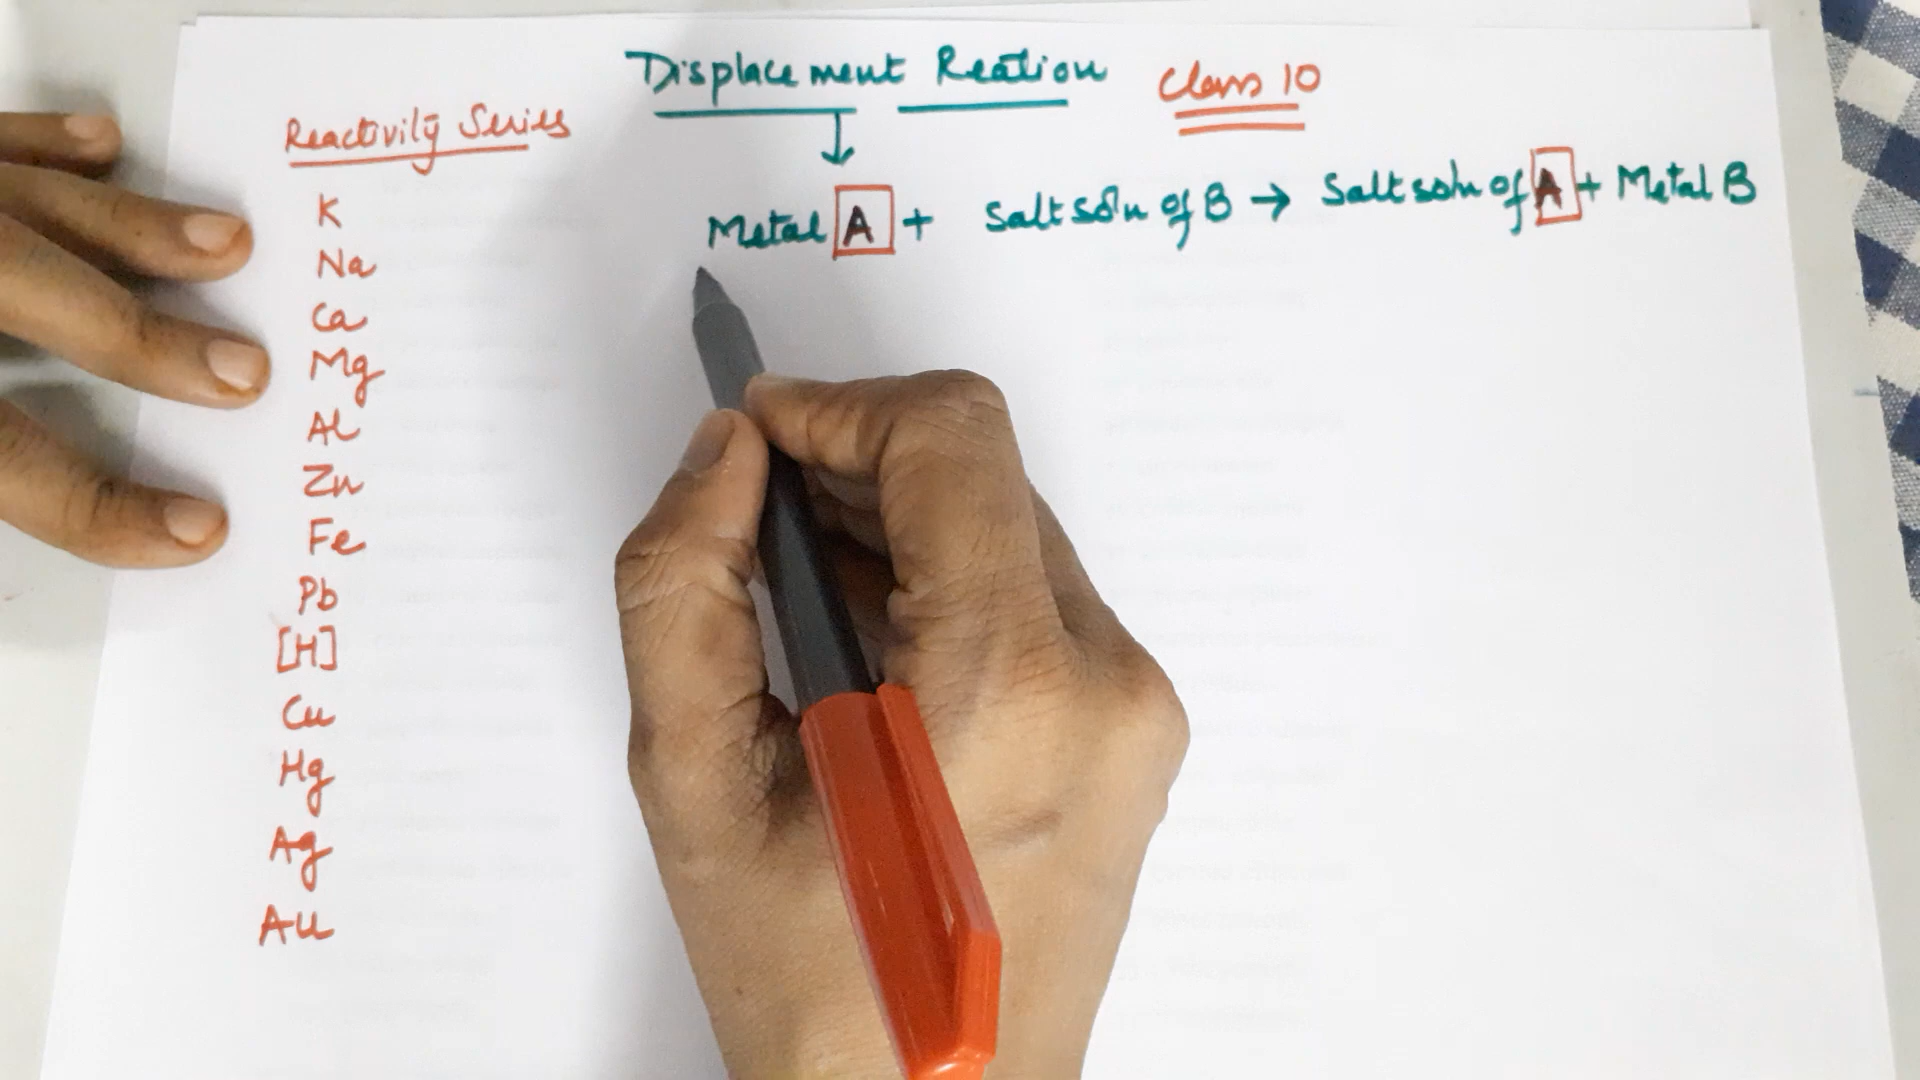 Displacement Reation Class 10
Reactivity Series
Metal A + Salt soln of B → Salt soln of A + Metal B
K
Na
Ca
Mg
Al
Zn
Fe
Pb
[H]
Cu
Hg
Ag
Au